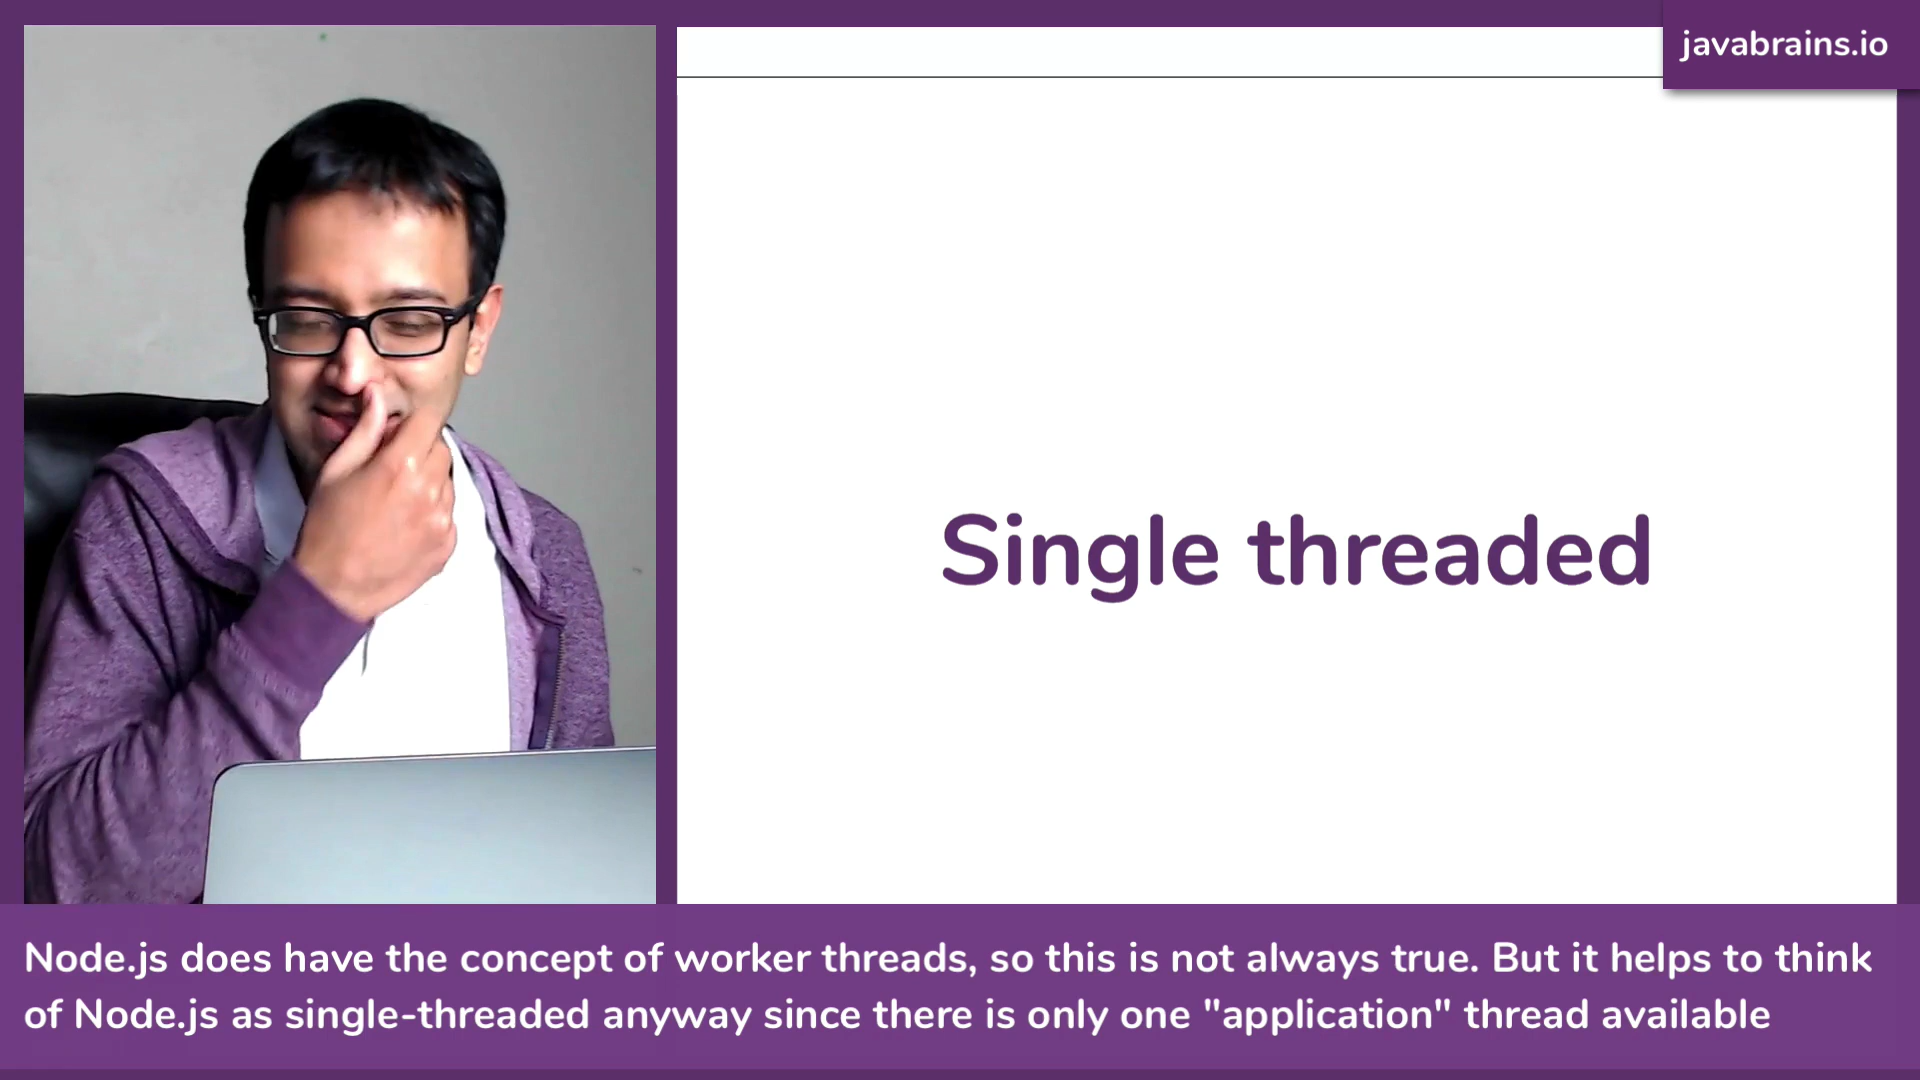 javabrains.io
Single threaded
Node.js does have the concept of worker threads, so this is not always true. But it helps to think
of Node.js as single-threaded anyway since there is only one "application" thread available